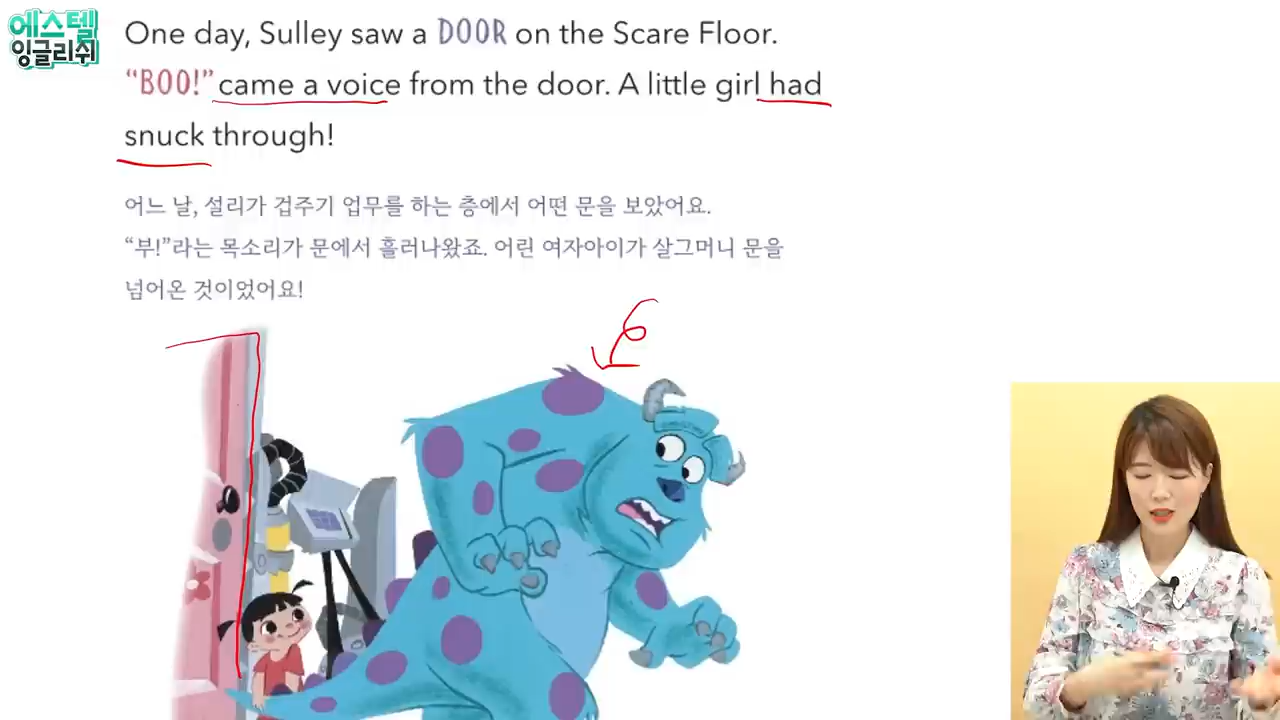 에스텔
잉글리쉬
One day, Sulley saw a DOOR on the Scare Floor.
“BOO!” came a voice from the door. A little girl had
snuck through!
어느 날, 설리가 겁주기 업무를 하는 층에서 어떤 문을 보았어요.
“부!”라는 목소리가 문에서 흘러나왔죠. 어린 여자아이가 살그머니 문을
넘어온 것이었어요!